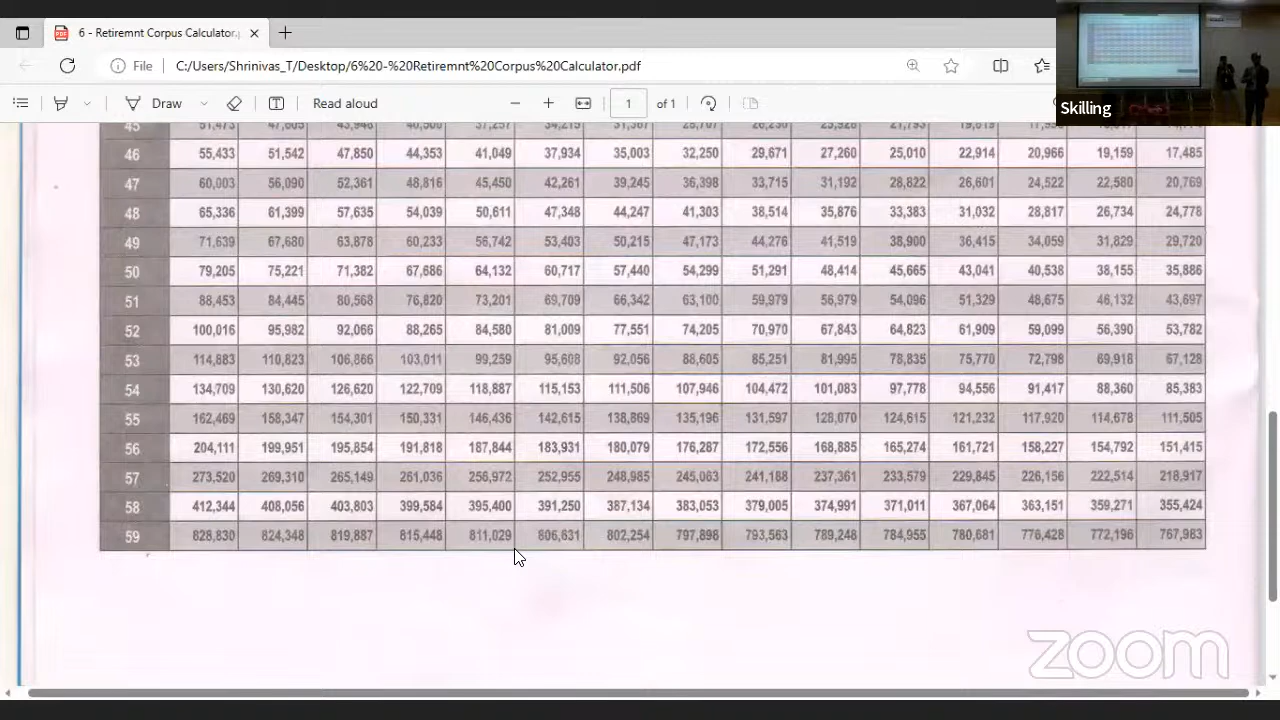 6 - Retiremnt Corpus Calculator.
File C:/Users/Shrinivas_T/Desktop/6%20-%20Retiremnt%20Corpus%20Calculator.pdf
Draw Read aloud 1 of 1
Skilling
46 55,433 51,542 47,850 44,353 41,049 37,934 35,003 32,250 29,671 27,260 25,010 22,914 20,966 19,159 17,485
47 60,003 56,090 52,361 48,816 45,450 42,261 39,245 36,398 33,715 31,192 28,822 26,601 24,522 22,580 20,769
48 65,336 61,399 57,635 54,039 50,611 47,348 44,247 41,303 38,514 35,876 33,383 31,032 28,817 26,734 24,778
49 71,639 67,680 63,878 60,233 56,742 53,403 50,215 47,173 44,276 41,519 38,900 36,415 34,059 31,829 29,720
50 79,205 75,221 71,382 67,686 64,132 60,717 57,440 54,299 51,291 48,414 45,665 43,041 40,538 38,155 35,886
51 88,453 84,445 80,568 76,820 73,201 69,709 66,342 63,100 59,979 56,979 54,096 51,329 48,675 46,132 43,697
52 100,016 95,982 92,066 88,265 84,580 81,009 77,551 74,205 70,970 67,843 64,823 61,909 59,099 56,390 53,782
53 114,883 110,823 106,866 103,011 99,259 95,608 92,056 88,605 85,251 81,995 78,835 75,770 72,798 69,918 67,128
54 134,709 130,620 126,620 122,709 118,887 115,153 111,506 107,946 104,472 101,083 97,778 94,556 91,417 88,360 85,383
55 162,469 158,347 154,301 150,331 146,436 142,615 138,869 135,196 131,597 128,070 124,615 121,232 117,920 114,678 111,505
56 204,111 199,951 195,854 191,818 187,844 183,931 180,079 176,287 172,556 168,885 165,274 161,721 158,227 154,792 151,415
57 273,520 269,310 265,149 261,036 256,972 252,955 248,985 245,063 241,188 237,361 233,579 229,845 226,156 222,514 218,917
58 412,344 408,056 403,803 399,584 395,400 391,250 387,134 383,053 379,005 374,991 371,011 367,064 363,151 359,271 355,424
59 828,830 824,348 819,887 815,448 811,029 806,631 802,254 797,898 793,563 789,248 784,955 780,681 776,428 772,196 767,983
zoom